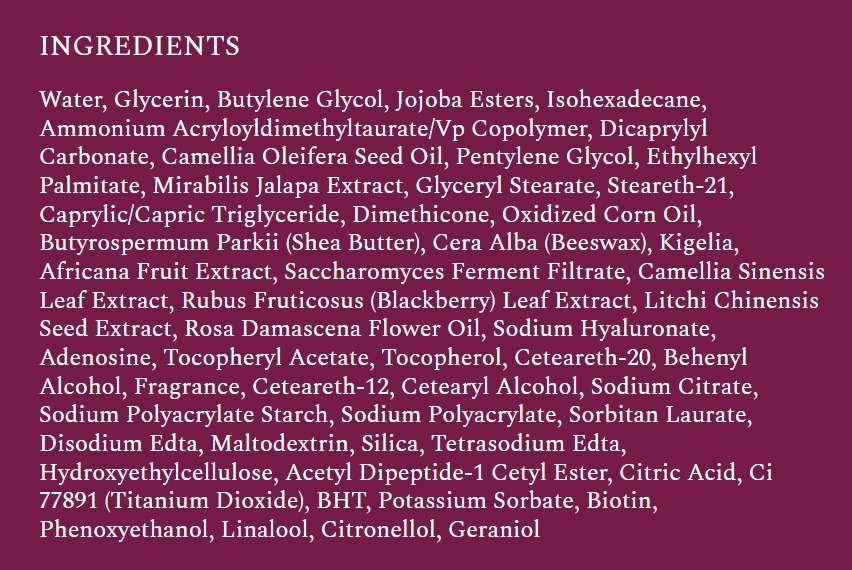 INGREDIENTS
Water, Glycerin, Butylene Glycol, Jojoba Esters, Isohexadecane,
Ammonium Acryloyldimethyltaurate/Vp Copolymer, Dicaprylyl
Carbonate, Camellia Oleifera Seed Oil, Pentylene Glycol, Ethylhexyl
Palmitate, Mirabilis Jalapa Extract, Glyceryl Stearate, Steareth-21,
Caprylic/Capric Triglyceride, Dimethicone, Oxidized Corn Oil,
Butyrospermum Parkii (Shea Butter), Cera Alba (Beeswax), Kigelia,
Africana Fruit Extract, Saccharomyces Ferment Filtrate, Camellia Sinensis
Leaf Extract, Rubus Fruticosus (Blackberry) Leaf Extract, Litchi Chinensis
Seed Extract, Rosa Damascena Flower Oil, Sodium Hyaluronate,
Adenosine, Tocopheryl Acetate, Tocopherol, Ceteareth-20, Behenyl
Alcohol, Fragrance, Ceteareth-12, Cetearyl Alcohol, Sodium Citrate,
Sodium Polyacrylate Starch, Sodium Polyacrylate, Sorbitan Laurate,
Disodium Edta, Maltodextrin, Silica, Tetrasodium Edta,
Hydroxyethylcellulose, Acetyl Dipeptide-1 Cetyl Ester, Citric Acid, Ci
77891 (Titanium Dioxide), BHT, Potassium Sorbate, Biotin,
Phenoxyethanol, Linalool, Citronellol, Geraniol